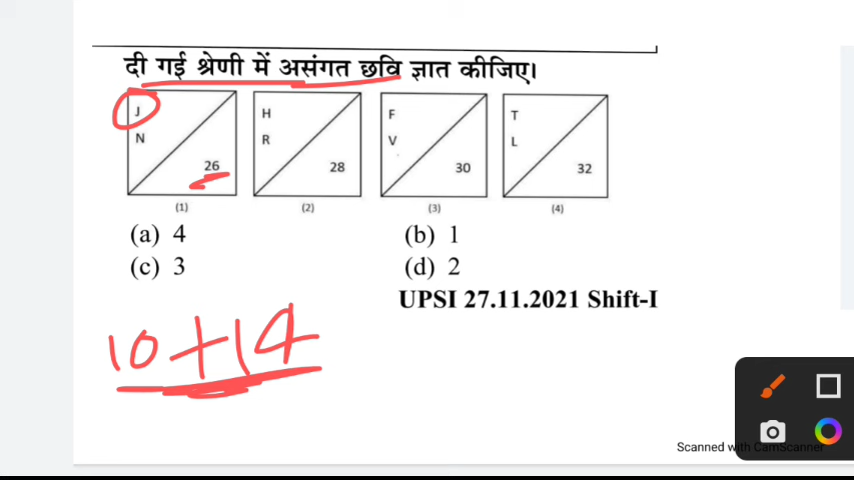 दी गई श्रेणी में असंगत छवि ज्ञात कीजिए।
J N 26 H R 28 F V 30 T L 32
(1) (2) (3) (4)
(a) 4 (b) 1
(c) 3 (d) 2
UPSI 27.11.2021 Shift-I
10+14
Scanned with CamScanner